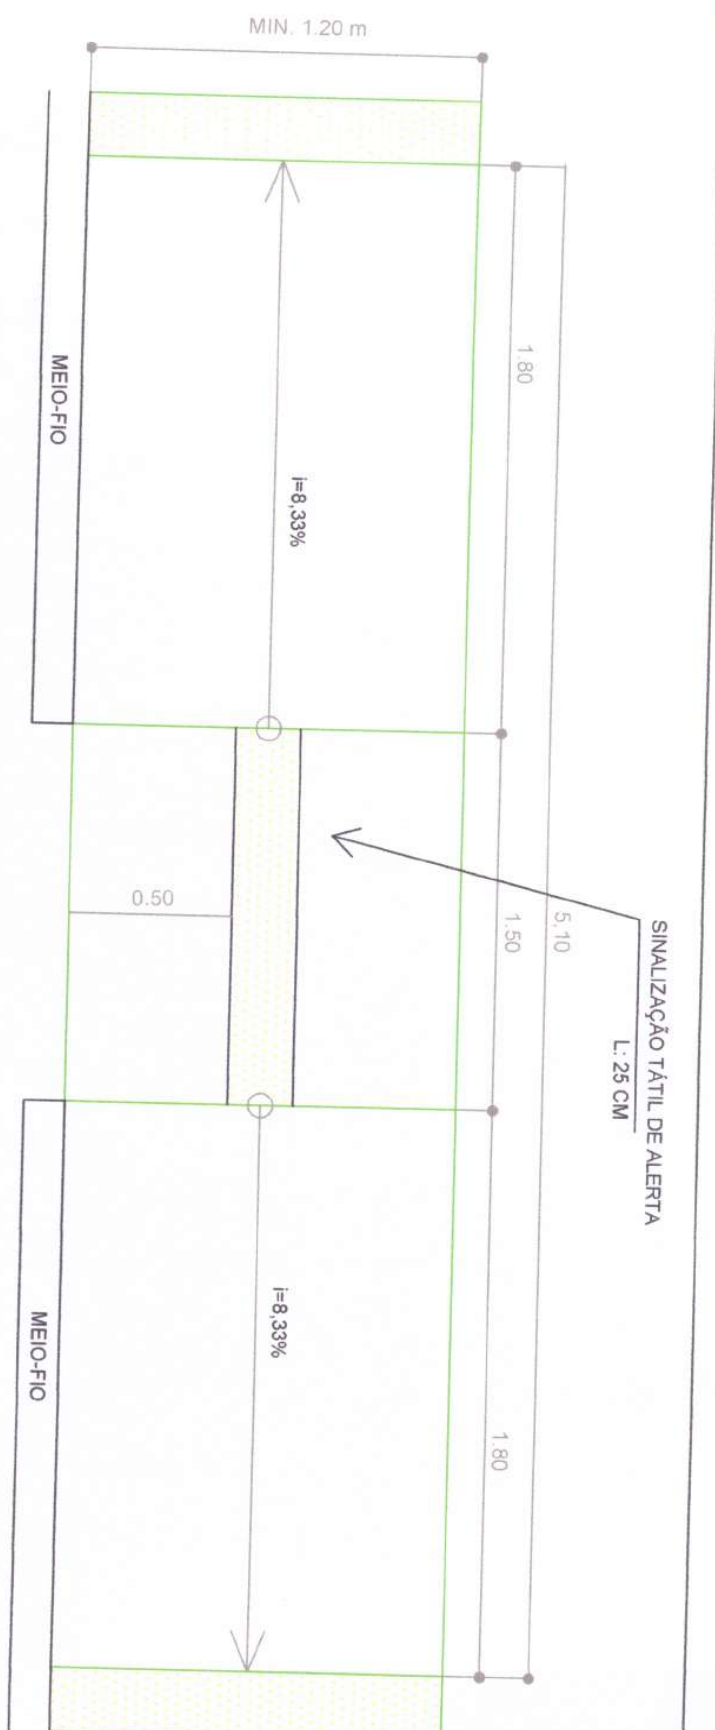 MIN. 1.20 m
1.80
i=8,33%
MEIO-FIO
SINALIZAÇÃO TÁTIL DE ALERTA
L: 25 CM
5.10
1.50
0.50
i=8,33%
MEIO-FIO
1.80